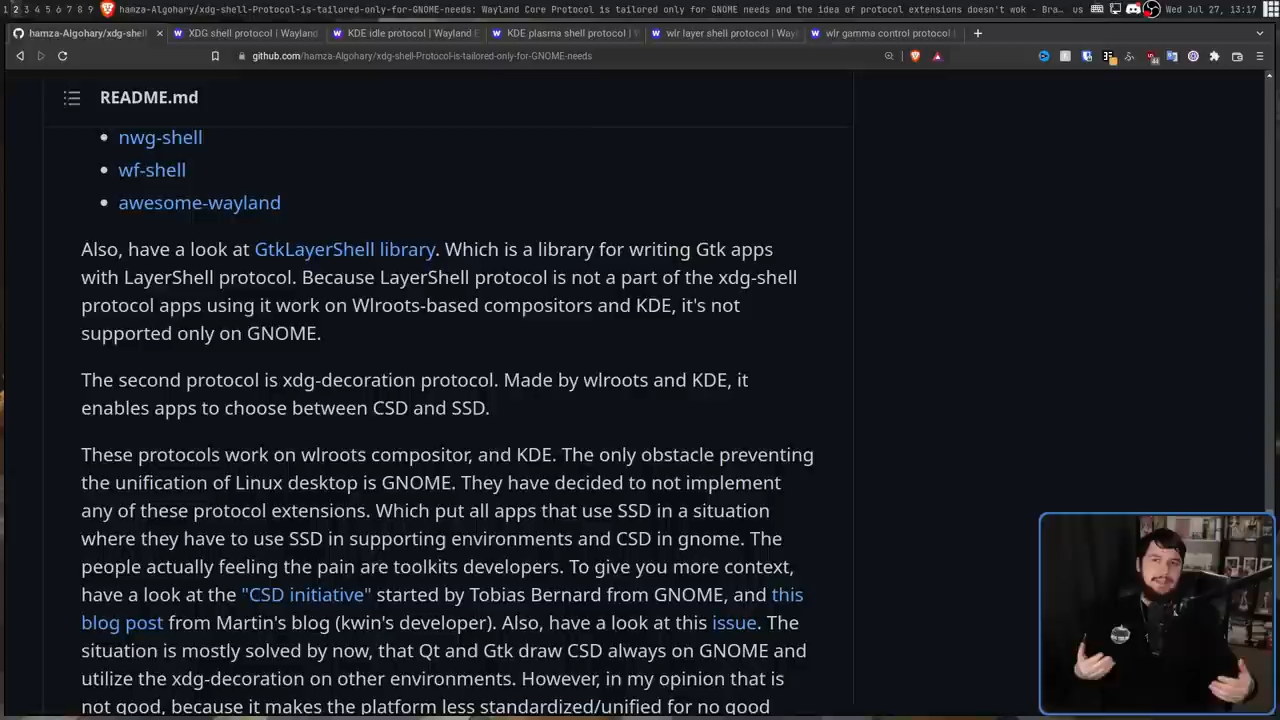 1 2 3 4 5 6 7 8 9 hamza-Algohary/xdg-shell-Protocol-is-tailored-only-for-GNOME-needs: Wayland Core Protocol is tailored only for GNOME needs and the idea of protocol extensions doesn't wok - Bra… us Wed Jul 27, 13:17
hamza-Algohary/xdg-shell XDG shell protocol | Wayland KDE idle protocol | Wayland E KDE plasma shell protocol | W wlr layer shell protocol | Way wlr gamma control protocol
github.com/hamza-Algohary/xdg-shell-Protocol-is-tailored-only-for-GNOME-needs
README.md
nwg-shell
wf-shell
awesome-wayland
Also, have a look at GtkLayerShell library. Which is a library for writing Gtk apps
with LayerShell protocol. Because LayerShell protocol is not a part of the xdg-shell
protocol apps using it work on Wlroots-based compositors and KDE, it's not
supported only on GNOME.
The second protocol is xdg-decoration protocol. Made by wlroots and KDE, it
enables apps to choose between CSD and SSD.
These protocols work on wlroots compositor, and KDE. The only obstacle preventing
the unification of Linux desktop is GNOME. They have decided to not implement
any of these protocol extensions. Which put all apps that use SSD in a situation
where they have to use SSD in supporting environments and CSD in gnome. The
people actually feeling the pain are toolkits developers. To give you more context,
have a look at the "CSD initiative" started by Tobias Bernard from GNOME, and this
blog post from Martin's blog (kwin's developer). Also, have a look at this issue. The
situation is mostly solved by now, that Qt and Gtk draw CSD always on GNOME and
utilize the xdg-decoration on other environments. However, in my opinion that is
not good, because it makes the platform less standardized/unified for no good